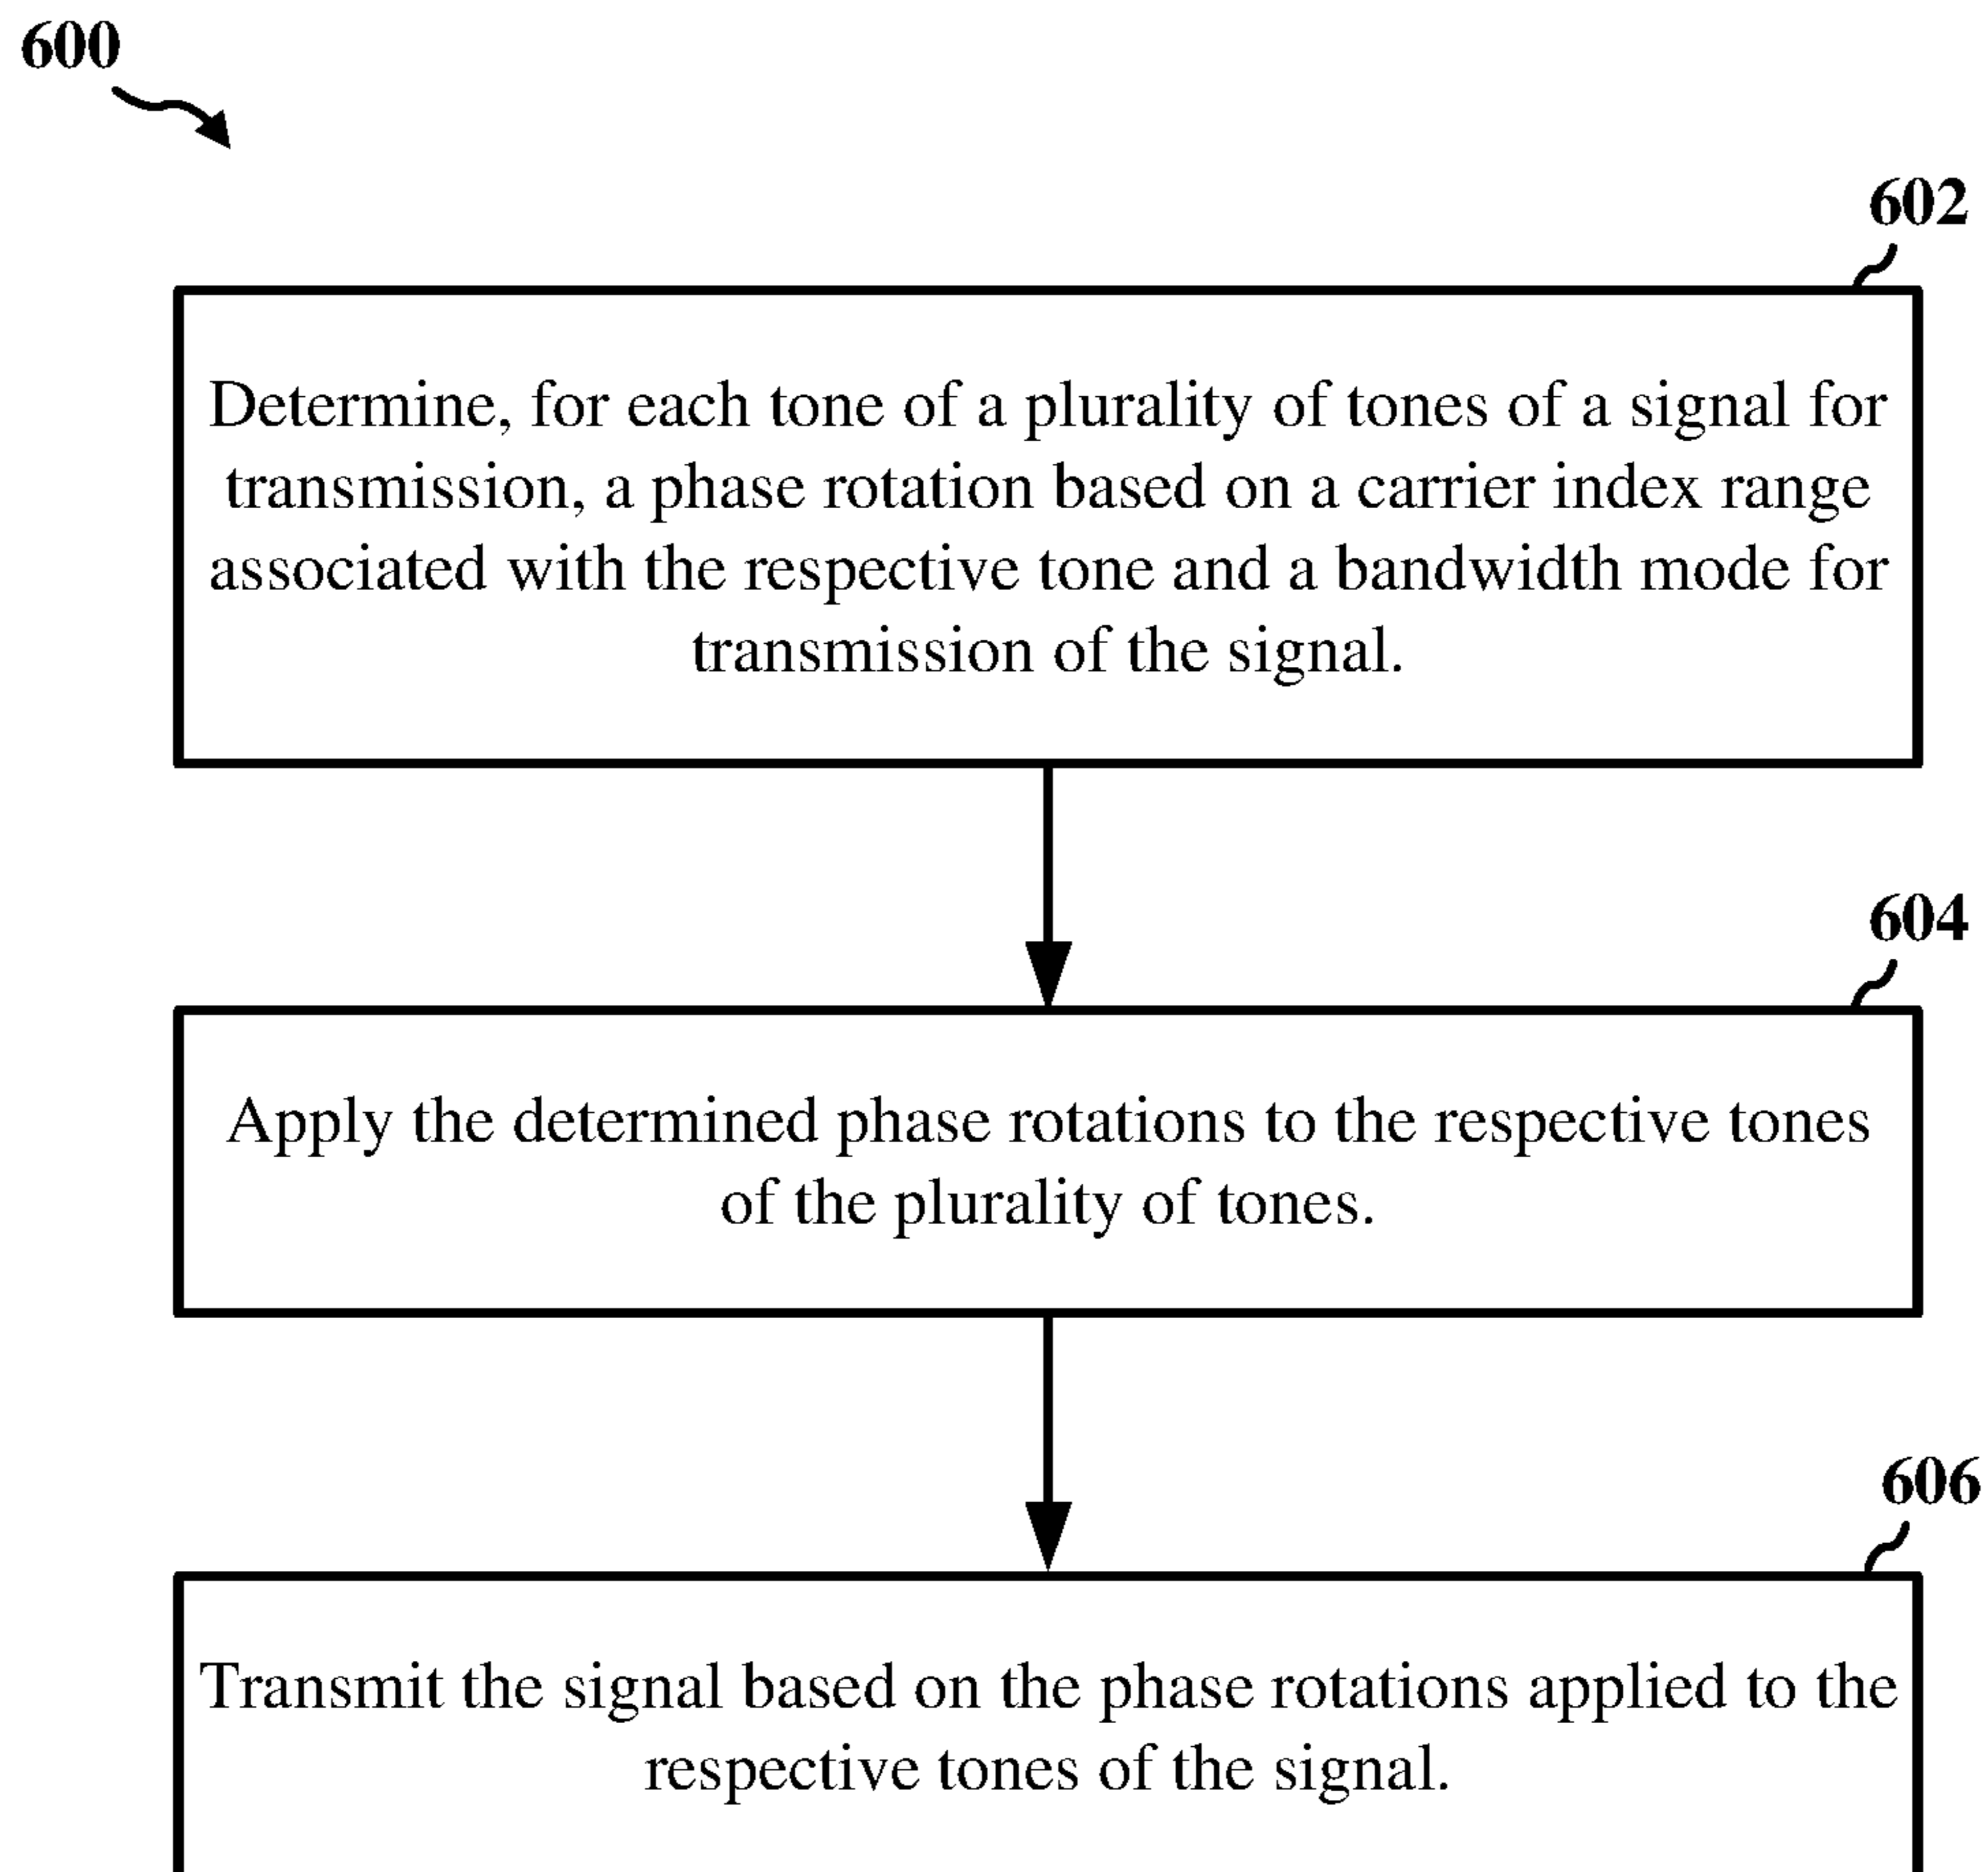 600
602
Determine, for each tone of a plurality of tones of a signal for
transmission, a phase rotation based on a carrier index range
associated with the respective tone and a bandwidth mode for
transmission of the signal.
604
Apply the determined phase rotations to the respective tones
of the plurality of tones.
606
Transmit the signal based on the phase rotations applied to the
respective tones of the signal.